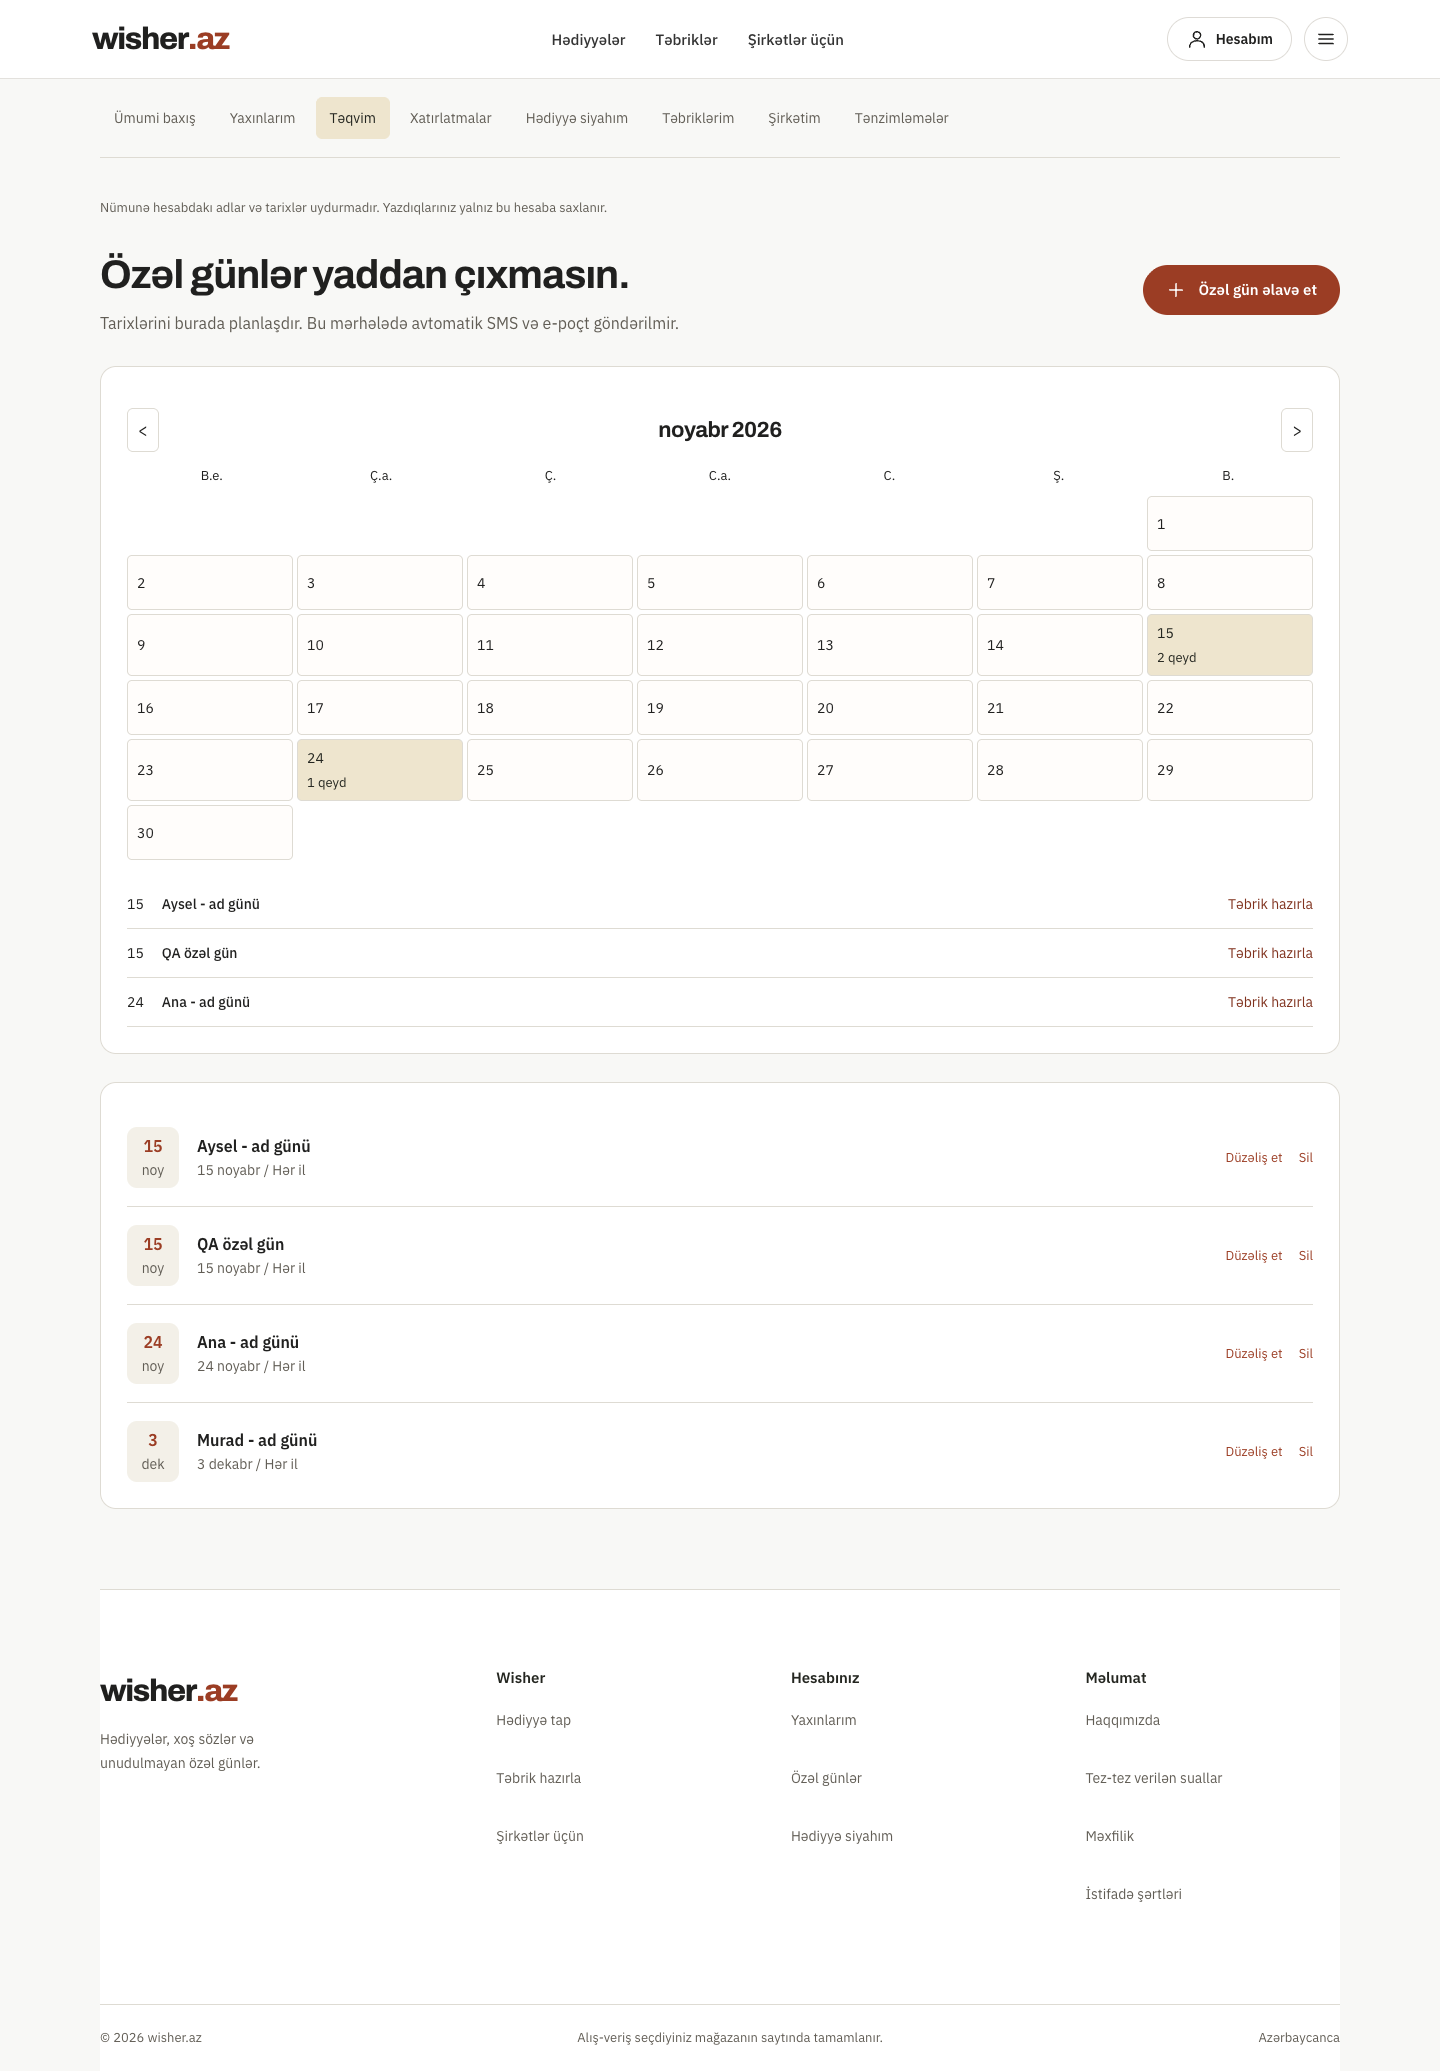 wisher.az
Hədiyyələr Təbriklər Şirkətlər üçün
Hesabım
Ümumi baxış Yaxınlarım Təqvim Xatırlatmalar Hədiyyə siyahım Təbriklərim Şirkətim Tənzimləmələr
Nümunə hesabdakı adlar və tarixlər uydurmadır. Yazdıqlarınız yalnız bu hesaba saxlanır.
Özəl günlər yaddan çıxmasın.
Tarixlərini burada planlaşdır. Bu mərhələdə avtomatik SMS və e-poçt göndərilmir.
+ Özəl gün əlavə et
< noyabr 2026 >
B.e. Ç.a. Ç. C.a. C. Ş. B.
1
2 3 4 5 6 7 8
9 10 11 12 13 14 15
2 qeyd
16 17 18 19 20 21 22
23 24 25 26 27 28 29
1 qeyd
30
15 Aysel - ad günü Təbrik hazırla
15 QA özəl gün Təbrik hazırla
24 Ana - ad günü Təbrik hazırla
15 noy
Aysel - ad günü
15 noyabr / Hər il
Düzəliş et Sil
15 noy
QA özəl gün
15 noyabr / Hər il
Düzəliş et Sil
24 noy
Ana - ad günü
24 noyabr / Hər il
Düzəliş et Sil
3 dek
Murad - ad günü
3 dekabr / Hər il
Düzəliş et Sil
wisher.az
Hədiyyələr, xoş sözlər və
unudulmayan özəl günlər.
Wisher
Hədiyyə tap
Təbrik hazırla
Şirkətlər üçün
Hesabınız
Yaxınlarım
Özəl günlər
Hədiyyə siyahım
Məlumat
Haqqımızda
Tez-tez verilən suallar
Məxfilik
İstifadə şərtləri
© 2026 wisher.az
Alış-veriş seçdiyiniz mağazanın saytında tamamlanır.
Azərbaycanca